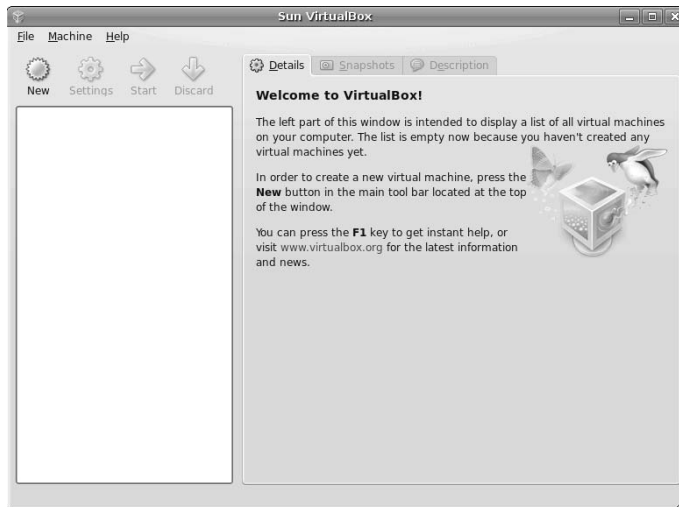 Sun VirtualBox
File Machine Help
New Settings Start Discard
Details Snapshots Description
Welcome to VirtualBox!
The left part of this window is intended to display a list of all virtual machines
on your computer. The list is empty now because you haven't created any
virtual machines yet.
In order to create a new virtual machine, press the
New button in the main tool bar located at the top
of the window.
You can press the F1 key to get instant help, or
visit www.virtualbox.org for the latest information
and news.